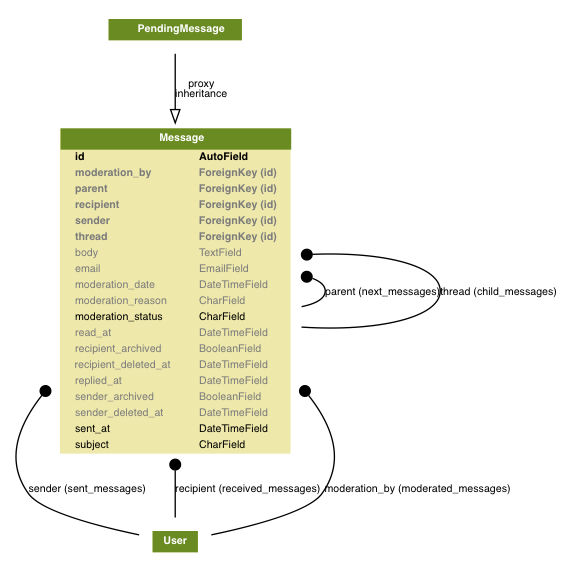 PendingMessage
proxy
inheritance
Message
id AutoField
moderation_by ForeignKey (id)
parent ForeignKey (id)
recipient ForeignKey (id)
sender ForeignKey (id)
thread ForeignKey (id)
body TextField
email EmailField
moderation_date DateTimeField
moderation_reason CharField
moderation_status CharField
read_at DateTimeField
recipient_archived BooleanField
recipient_deleted_at DateTimeField
replied_at DateTimeField
sender_archived BooleanField
sender_deleted_at DateTimeField
sent_at DateTimeField
subject CharField
parent (next_messages)
thread (child_messages)
sender (sent_messages)
recipient (received_messages)
moderation_by (moderated_messages)
User